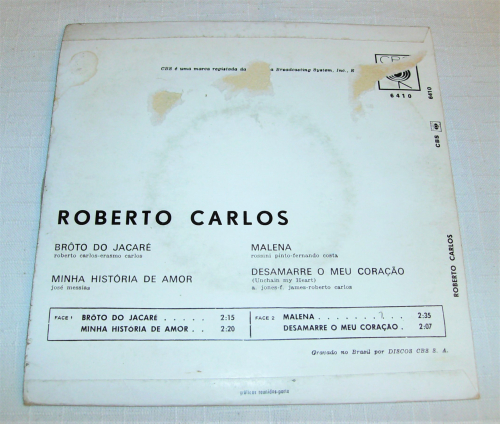 CBS é uma marca registada da Broadcasting System, Inc., B
CBS
6410
6410
CBS
ROBERTO CARLOS
ROBERTO CARLOS
BRÔTO DO JACARÉ
roberto carlos-erasmo carlos
MALENA
rossini pinto-fernando costa
MINHA HISTÓRIA DE AMOR
josé messias
DESAMARRE O MEU CORAÇÃO
(Unchain my Heart)
a. jones-f. james-roberto carlos
FACE 1 BRÔTO DO JACARÉ . . . . . 2:15
MINHA HISTORIA DE AMOR . . 2:20
FACE 2 MALENA . . . . . . . . 2:35
DESAMARRE O MEU CORAÇÃO . 2:07
Gravado no Brasil por DISCOS CBS S. A.